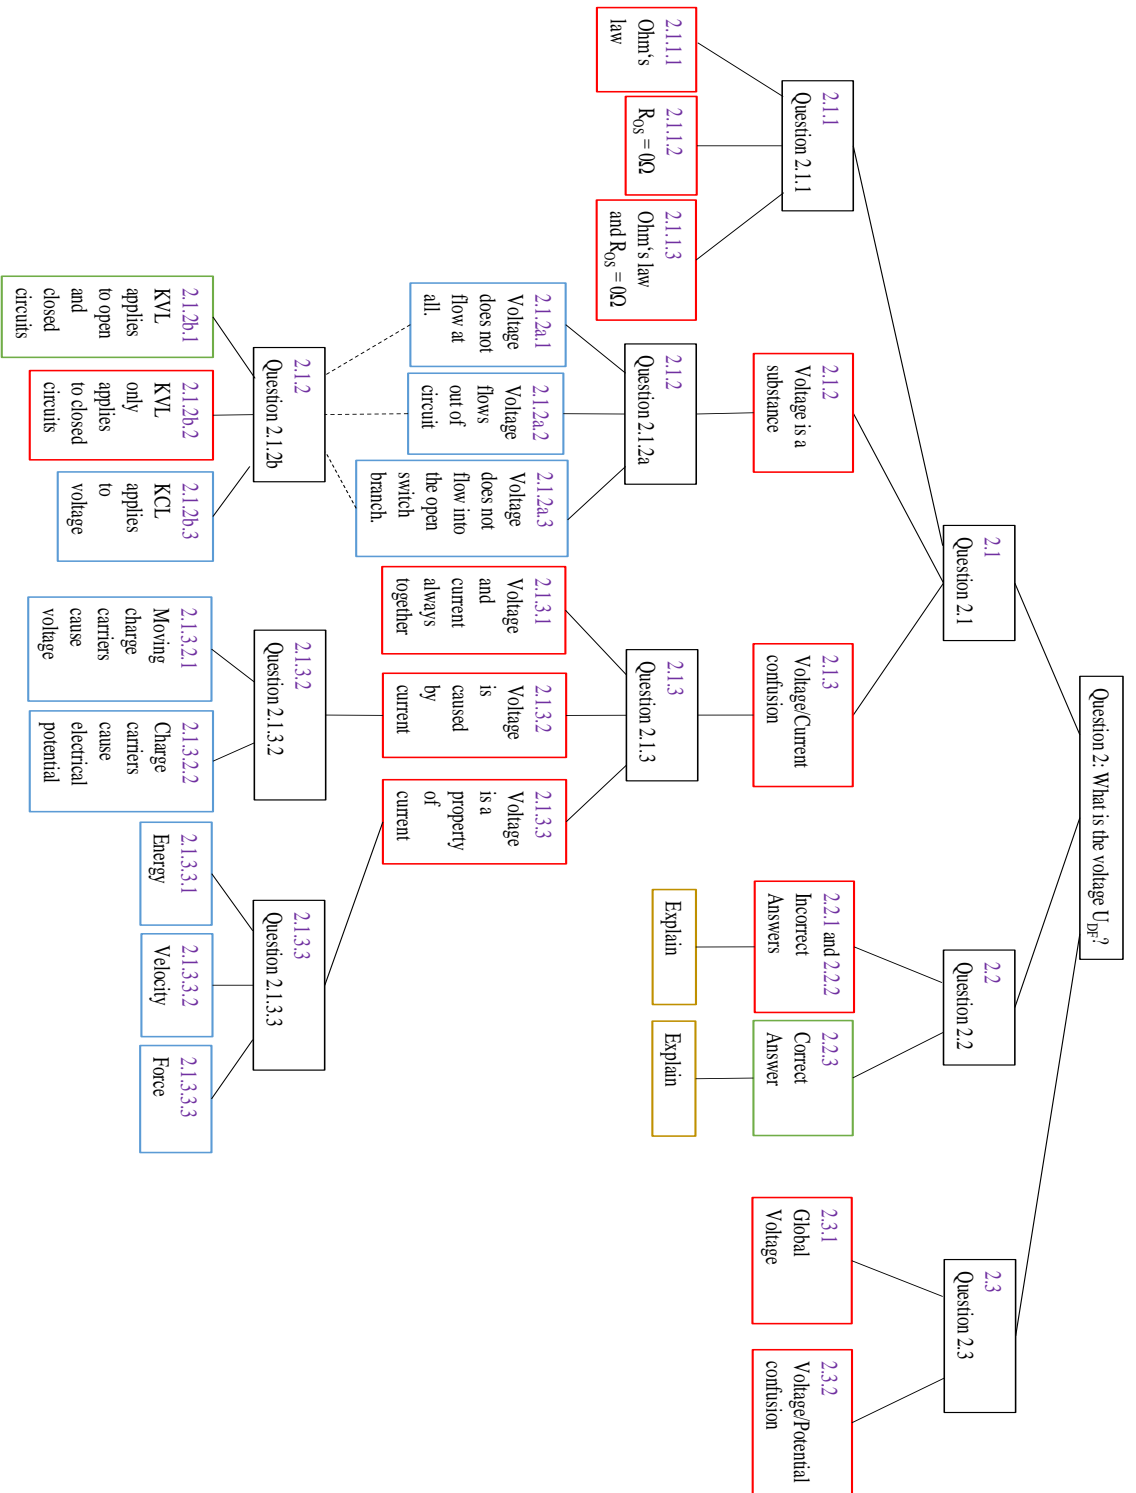 Question 2: What is the voltage U_DF?
2.1
Question 2.1
2.2
Question 2.2
2.3
Question 2.3
2.1.1
Question 2.1.1
2.1.2
Voltage is a
substance
2.1.3
Voltage/Current
confusion
2.2.1 and 2.2.2
Incorrect
Answers
2.2.3
Correct
Answer
2.3.1
Global
Voltage
2.3.2
Voltage/Potential
confusion
2.1.1.1
Ohm‘s
law
2.1.1.2
R_OS = 0Ω
2.1.1.3
Ohm‘s law
and R_OS = 0Ω
2.1.2
Question 2.1.2a
2.1.3
Question 2.1.3
Explain
Explain
2.1.2a.1
Voltage
does not
flow at
all.
2.1.2a.2
Voltage
flows
out of
circuit
2.1.2a.3
Voltage
does not
flow into
the open
switch
branch.
2.1.3.1
Voltage
and
current
always
together
2.1.3.2
Voltage
is
caused
by
current
2.1.3.3
Voltage
is a
property
of
current
2.1.2
Question 2.1.2b
2.1.3.2
Question 2.1.3.2
2.1.3.3
Question 2.1.3.3
2.1.2b.1
KVL
applies
to open
and
closed
circuits
2.1.2b.2
KVL
only
applies
to closed
circuits
2.1.2b.3
KCL
applies
to
voltage
2.1.3.2.1
Moving
charge
carriers
cause
voltage
2.1.3.2.2
Charge
carriers
cause
electrical
potential
2.1.3.3.1
Energy
2.1.3.3.2
Velocity
2.1.3.3.3
Force